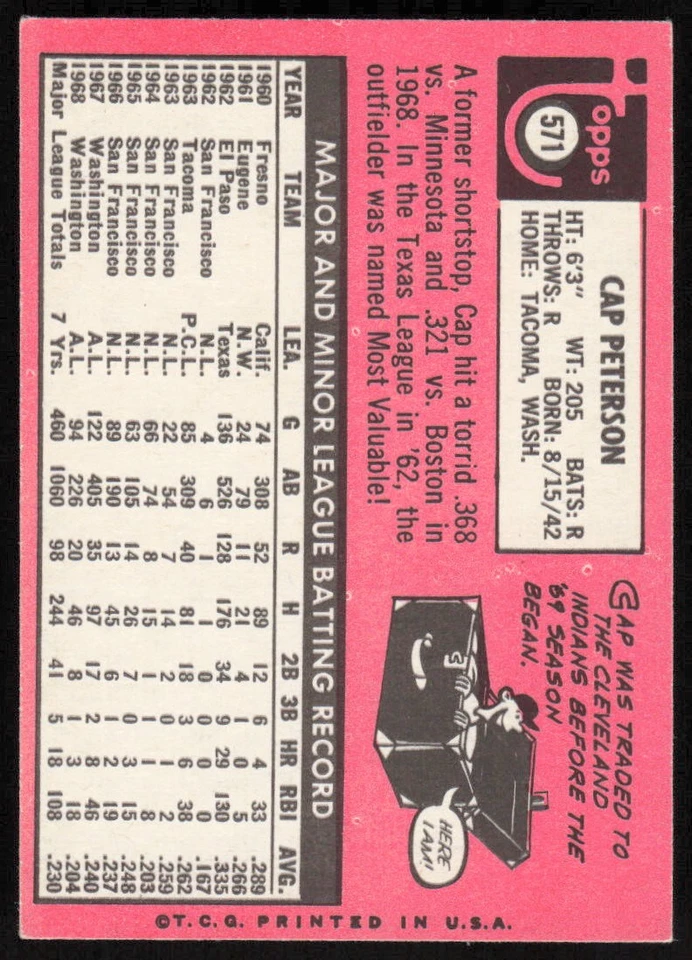 Topps
571
CAP PETERSON
HT: 6'3" WT: 205 BATS: R
THROWS: R BORN: 8/15/42
HOME: TACOMA, WASH.
A former shortstop, Cap hit a torrid .368
vs. Minnesota and .321 vs. Boston in
1968. In the Texas League in '62, the
outfielder was named Most Valuable!
CAP WAS TRADED TO
THE CLEVELAND
INDIANS BEFORE THE
'69 SEASON
BEGAN.
HERE
I AM!
MAJOR AND MINOR LEAGUE BATTING RECORD
YEAR TEAM LEA. G AB R H 2B 3B HR RBI AVG.
1960 Fresno Calif. 74 308 52 89 12 6 4 33 .289
1961 Eugene N.W. 24 79 11 21 4 1 0 5 .266
1962 El Paso Texas 136 526 128 176 34 9 29 130 .335
1962 San Francisco N.L. 4 6 1 1 0 0 0 0 .167
1963 Tacoma P.C.L. 85 309 40 81 18 3 6 38 .262
1963 San Francisco N.L. 22 54 7 14 2 0 1 2 .259
1964 San Francisco N.L. 66 74 8 15 1 1 1 8 .203
1965 San Francisco N.L. 63 105 14 26 7 0 3 15 .248
1966 San Francisco N.L. 89 190 13 45 6 1 2 19 .237
1967 Washington A.L. 122 405 35 97 17 2 8 46 .240
1968 Washington A.L. 94 226 20 46 8 1 3 18 .204
Major League Totals 7 Yrs. 460 1060 98 244 41 5 18 108 .230
©T.C.G. PRINTED IN U.S.A.